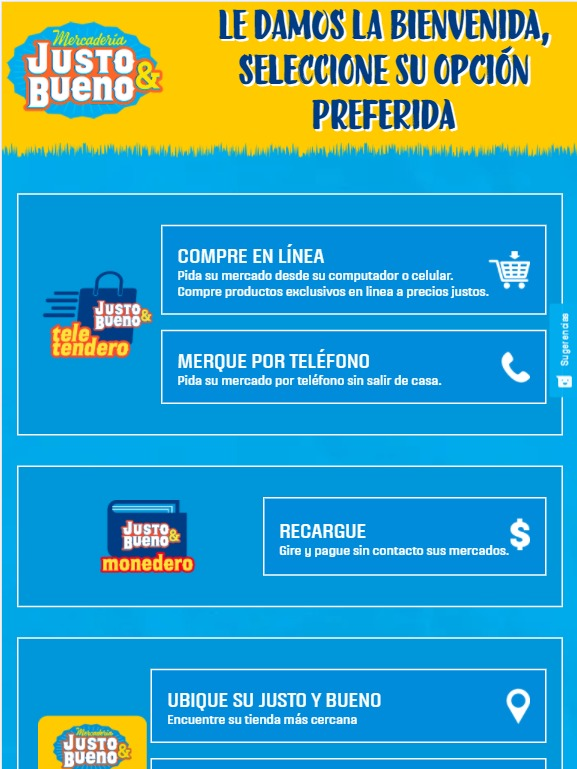 Mercadería
JUSTO &
BUENO
LE DAMOS LA BIENVENIDA,
SELECCIONE SU OPCIÓN
PREFERIDA
JUSTO &
BUENO
tele
tendero
COMPRE EN LÍNEA
Pida su mercado desde su computador o celular.
Compre productos exclusivos en linea a precios justos.
MERQUE POR TELÉFONO
Pida su mercado por teléfono sin salir de casa.
Sugerencias
JUSTO &
BUENO
monedero
RECARGUE
Gire y pague sin contacto sus mercados.
$
UBIQUE SU JUSTO Y BUENO
Encuentre su tienda más cercana
Mercadería
JUSTO &
BUENO